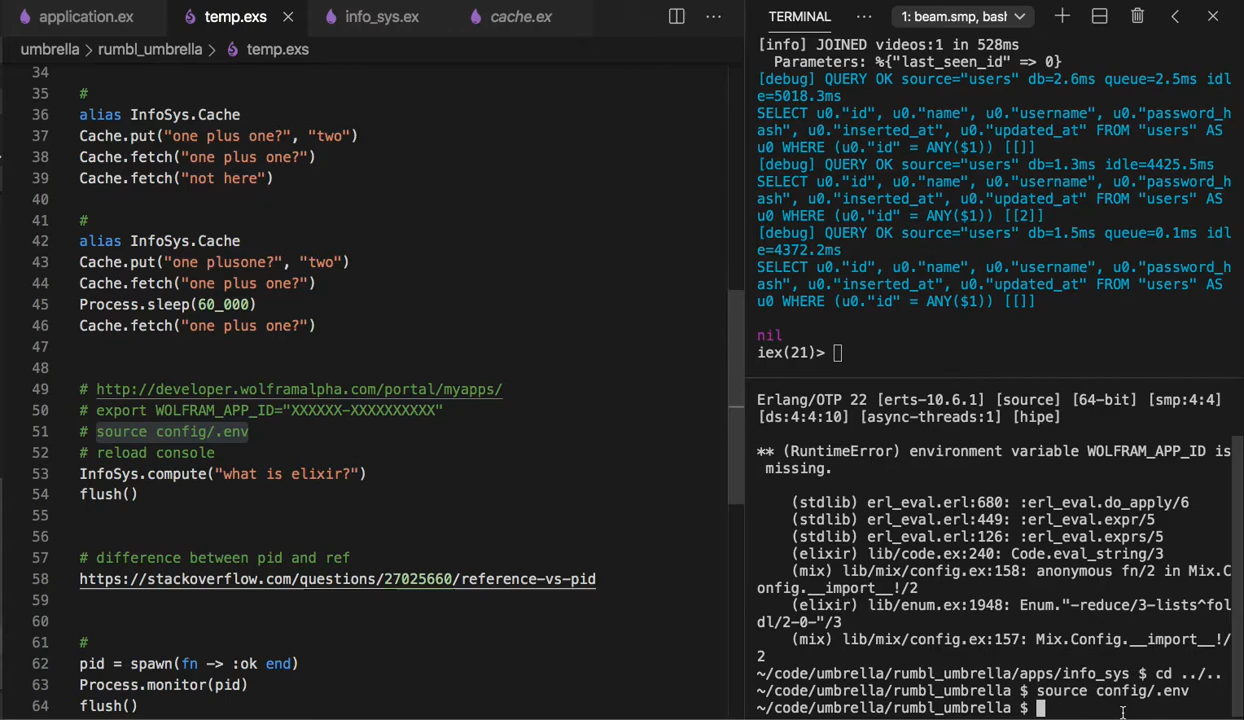 application.ex temp.exs info_sys.ex cache.ex
umbrella > rumbl_umbrella > temp.exs
34
35 #
36 alias InfoSys.Cache
37 Cache.put("one plus one?", "two")
38 Cache.fetch("one plus one?")
39 Cache.fetch("not here")
40
41 #
42 alias InfoSys.Cache
43 Cache.put("one plusone?", "two")
44 Cache.fetch("one plus one?")
45 Process.sleep(60_000)
46 Cache.fetch("one plus one?")
47
48
49 # http://developer.wolframalpha.com/portal/myapps/
50 # export WOLFRAM_APP_ID="XXXXXX-XXXXXXXXXX"
51 # source config/.env
52 # reload console
53 InfoSys.compute("what is elixir?")
54 flush()
55
56
57 # difference between pid and ref
58 https://stackoverflow.com/questions/27025660/reference-vs-pid
59
60
61 #
62 pid = spawn(fn -> :ok end)
63 Process.monitor(pid)
64 flush()
TERMINAL ··· 1: beam.smp, bash
[info] JOINED videos:1 in 528ms
Parameters: %{"last_seen_id" => 0}
[debug] QUERY OK source="users" db=2.6ms queue=2.5ms idl
e=5018.3ms
SELECT u0."id", u0."name", u0."username", u0."password_h
ash", u0."inserted_at", u0."updated_at" FROM "users" AS
u0 WHERE (u0."id" = ANY($1)) [[]]
[debug] QUERY OK source="users" db=1.3ms idle=4425.5ms
SELECT u0."id", u0."name", u0."username", u0."password_h
ash", u0."inserted_at", u0."updated_at" FROM "users" AS
u0 WHERE (u0."id" = ANY($1)) [[2]]
[debug] QUERY OK source="users" db=1.5ms queue=0.1ms idl
e=4372.2ms
SELECT u0."id", u0."name", u0."username", u0."password_h
ash", u0."inserted_at", u0."updated_at" FROM "users" AS
u0 WHERE (u0."id" = ANY($1)) [[]]
nil
iex(21)>
Erlang/OTP 22 [erts-10.6.1] [source] [64-bit] [smp:4:4]
[ds:4:4:10] [async-threads:1] [hipe]
** (RuntimeError) environment variable WOLFRAM_APP_ID is
missing.
(stdlib) erl_eval.erl:680: :erl_eval.do_apply/6
(stdlib) erl_eval.erl:449: :erl_eval.expr/5
(stdlib) erl_eval.erl:126: :erl_eval.exprs/5
(elixir) lib/code.ex:240: Code.eval_string/3
(mix) lib/mix/config.ex:158: anonymous fn/2 in Mix.C
onfig.__import__!/2
(elixir) lib/enum.ex:1948: Enum."-reduce/3-lists^fol
dl/2-0-"/3
(mix) lib/mix/config.ex:157: Mix.Config.__import__!/
2
~/code/umbrella/rumbl_umbrella/apps/info_sys $ cd ../..
~/code/umbrella/rumbl_umbrella $ source config/.env
~/code/umbrella/rumbl_umbrella $